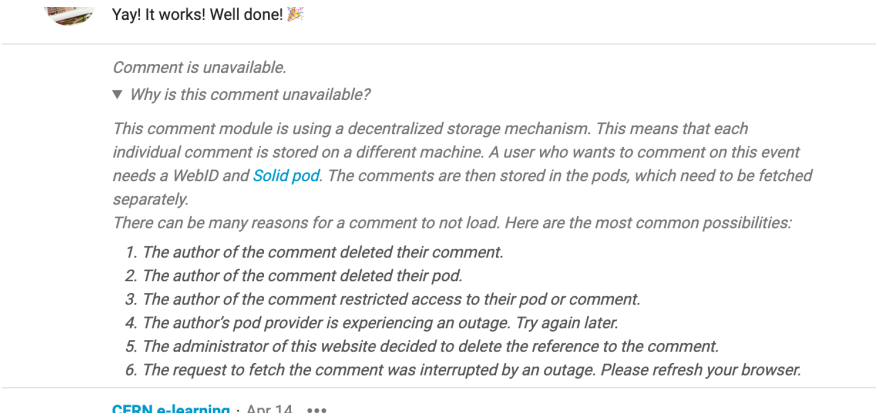 Yay! It works! Well done! 🎉
Comment is unavailable.
▼ Why is this comment unavailable?
This comment module is using a decentralized storage mechanism. This means that each
individual comment is stored on a different machine. A user who wants to comment on this event
needs a WebID and Solid pod. The comments are then stored in the pods, which need to be fetched
separately.
There can be many reasons for a comment to not load. Here are the most common possibilities:
1. The author of the comment deleted their comment.
2. The author of the comment deleted their pod.
3. The author of the comment restricted access to their pod or comment.
4. The author's pod provider is experiencing an outage. Try again later.
5. The administrator of this website decided to delete the reference to the comment.
6. The request to fetch the comment was interrupted by an outage. Please refresh your browser.
CERN e-learning · Apr 14 •••